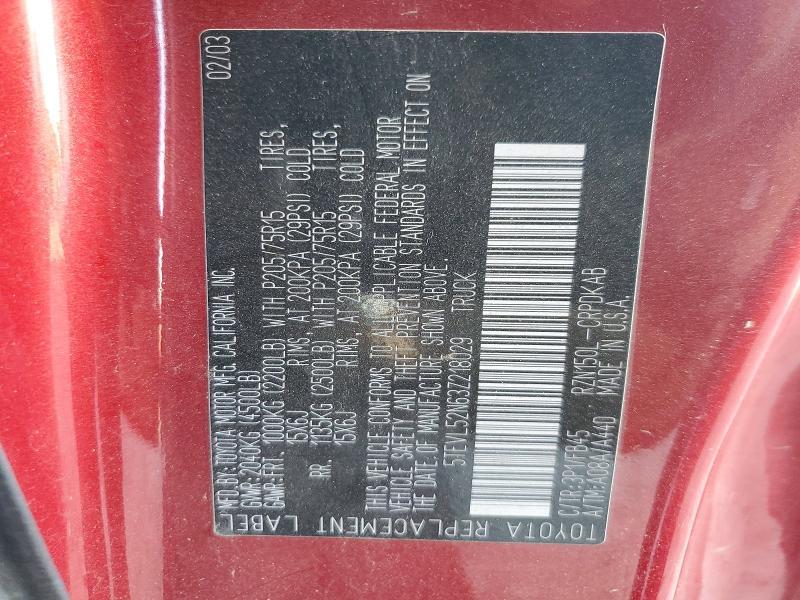 MFD.BY: TOYOTA MOTOR MFG. CALIFORNIA INC. 02/03
GVWR: 2040KG (4500LB)
GAWR: FRT. 1000KG (2200LB) WITH P205/75R15 TIRES,
15X6J RIMS, AT 200KPA (29PSI) COLD
RR. 1135KG (2500LB) WITH P205/75R15 TIRES,
15X6J RIMS, AT 200KPA (29PSI) COLD
THIS VEHICLE CONFORMS TO ALL APPLICABLE FEDERAL MOTOR
VEHICLE SAFETY AND THEFT PREVENTION STANDARDS IN EFFECT ON
THE DATE OF MANUFACTURE SHOWN ABOVE.
5TEVL52N63Z218029 TRUCK
C/TR:3P1/FB45 RZN150L-CRPDKAB
A/TM:A08A/A44D MADE IN U.S.A.
TOYOTA REPLACEMENT LABEL